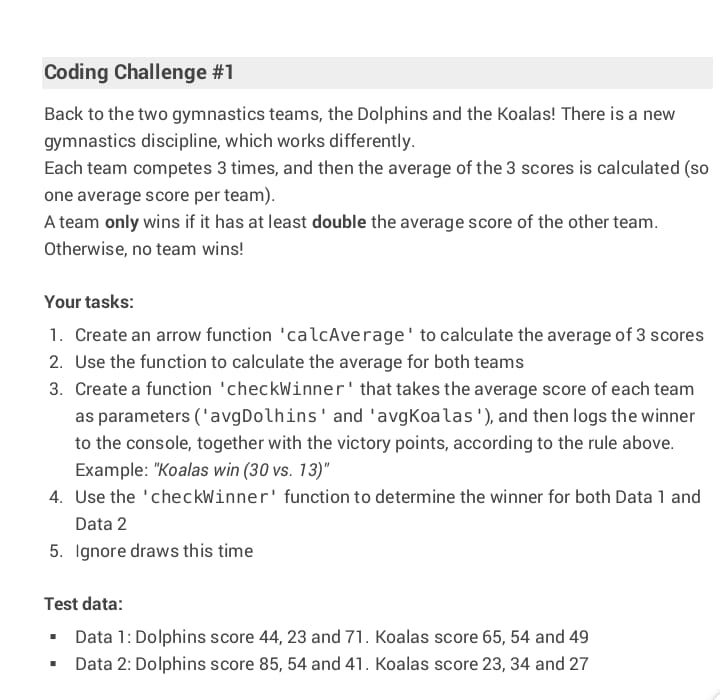 Coding Challenge #1
Back to the two gymnastics teams, the Dolphins and the Koalas! There is a new
gymnastics discipline, which works differently.
Each team competes 3 times, and then the average of the 3 scores is calculated (so
one average score per team).
A team only wins if it has at least double the average score of the other team.
Otherwise, no team wins!
Your tasks:
1. Create an arrow function 'calcAverage' to calculate the average of 3 scores
2. Use the function to calculate the average for both teams
3. Create a function 'checkWinner' that takes the average score of each team
as parameters ('avgDolhins' and 'avgKoalas'), and then logs the winner
to the console, together with the victory points, according to the rule above.
Example: "Koalas win (30 vs. 13)"
4. Use the 'checkWinner' function to determine the winner for both Data 1 and
Data 2
5. Ignore draws this time
Test data:
▪ Data 1: Dolphins score 44, 23 and 71. Koalas score 65, 54 and 49
▪ Data 2: Dolphins score 85, 54 and 41. Koalas score 23, 34 and 27